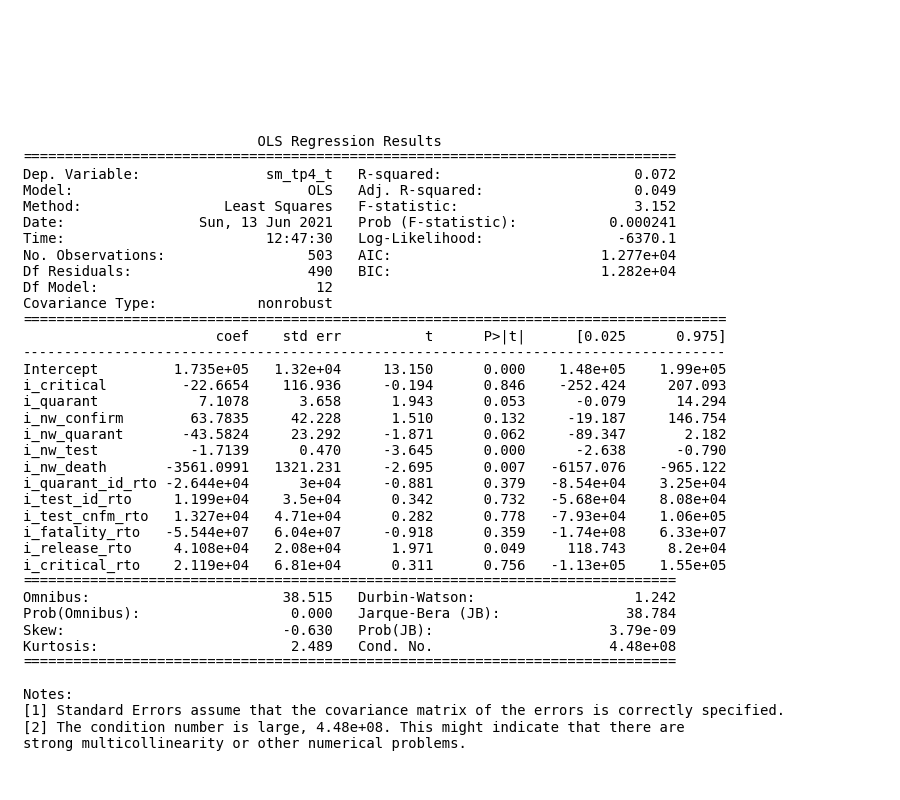 OLS Regression Results
==============================================================================
Dep. Variable:               sm_tp4_t   R-squared:                       0.072
Model:                            OLS   Adj. R-squared:                  0.049
Method:                 Least Squares   F-statistic:                     3.152
Date:                Sun, 13 Jun 2021   Prob (F-statistic):           0.000241
Time:                        12:47:30   Log-Likelihood:                -6370.1
No. Observations:                 503   AIC:                         1.277e+04
Df Residuals:                     490   BIC:                         1.282e+04
Df Model:                          12
Covariance Type:            nonrobust
====================================================================================
                       coef    std err          t      P>|t|      [0.025      0.975]
------------------------------------------------------------------------------------
Intercept         1.735e+05   1.32e+04     13.150      0.000    1.48e+05    1.99e+05
i_critical         -22.6654    116.936     -0.194      0.846    -252.424     207.093
i_quarant            7.1078      3.658      1.943      0.053      -0.079      14.294
i_nw_confirm        63.7835     42.228      1.510      0.132     -19.187     146.754
i_nw_quarant       -43.5824     23.292     -1.871      0.062     -89.347       2.182
i_nw_test           -1.7139      0.470     -3.645      0.000      -2.638      -0.790
i_nw_death       -3561.0991   1321.231     -2.695      0.007   -6157.076    -965.122
i_quarant_id_rto -2.644e+04      3e+04     -0.881      0.379   -8.54e+04    3.25e+04
i_test_id_rto     1.199e+04    3.5e+04      0.342      0.732   -5.68e+04    8.08e+04
i_test_cnfm_rto   1.327e+04   4.71e+04      0.282      0.778   -7.93e+04    1.06e+05
i_fatality_rto   -5.544e+07   6.04e+07     -0.918      0.359   -1.74e+08    6.33e+07
i_release_rto     4.108e+04   2.08e+04      1.971      0.049     118.743     8.2e+04
i_critical_rto    2.119e+04   6.81e+04      0.311      0.756   -1.13e+05    1.55e+05
==============================================================================
Omnibus:                       38.515   Durbin-Watson:                   1.242
Prob(Omnibus):                  0.000   Jarque-Bera (JB):               38.784
Skew:                          -0.630   Prob(JB):                     3.79e-09
Kurtosis:                       2.489   Cond. No.                     4.48e+08
==============================================================================
Notes:
[1] Standard Errors assume that the covariance matrix of the errors is correctly specified.
[2] The condition number is large, 4.48e+08. This might indicate that there are
strong multicollinearity or other numerical problems.